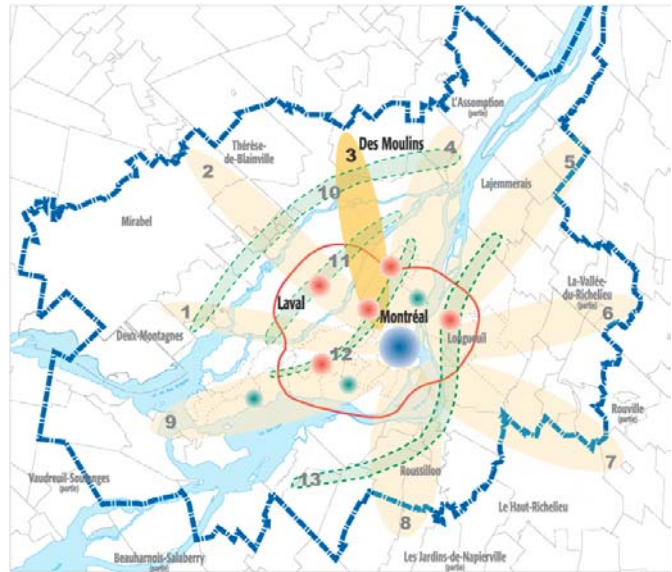 L'Assomption
(partie)
Des Moulins
3
4
Thérèse-
de-Blainville
5
2
Lajemmerais
10
Mirabel
11
La-Vallée-
du-Richelieu
(partie)
Laval
6
1
Montréal
Deux-Montagnes
Longueuil
12
9
Rouville
(partie)
7
Vaudreuil-Soulanges
(partie)
13
Roussillon
Le Haut-Richelieu
8
Beauharnois-Salaberry
(partie)
Les Jardins-de-Napierville
(partie)